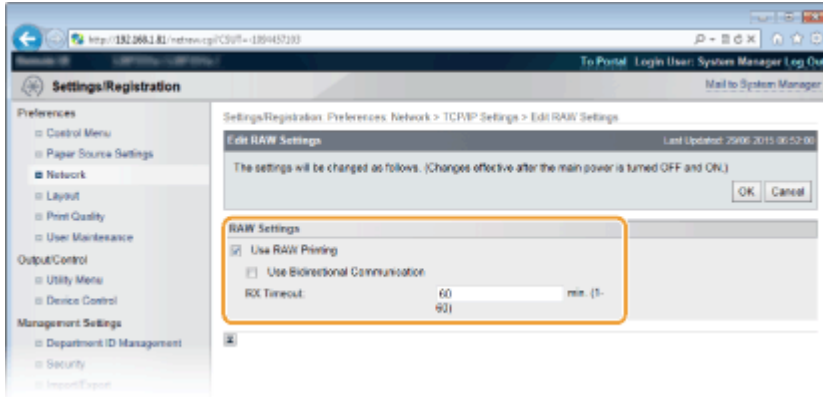 http://192.168.1.81/netraw.cgi?CSUT=-1894457193
To Portal Login User: System Manager Log Out
Settings/Registration
Mail to System Manager
Preferences
Control Menu
Paper Source Settings
Network
Layout
Print Quality
User Maintenance
Output/Control
Utility Menu
Device Control
Management Settings
Department ID Management
Security
Import/Export
Settings/Registration: Preferences: Network > TCP/IP Settings > Edit RAW Settings
Edit RAW Settings
Last Updated: 29/06 2015 06:52:00
The settings will be changed as follows. (Changes effective after the main power is turned OFF and ON.)
OK Cancel
RAW Settings
Use RAW Printing
Use Bidirectional Communication
RX Timeout: 60 min. (1-
60)